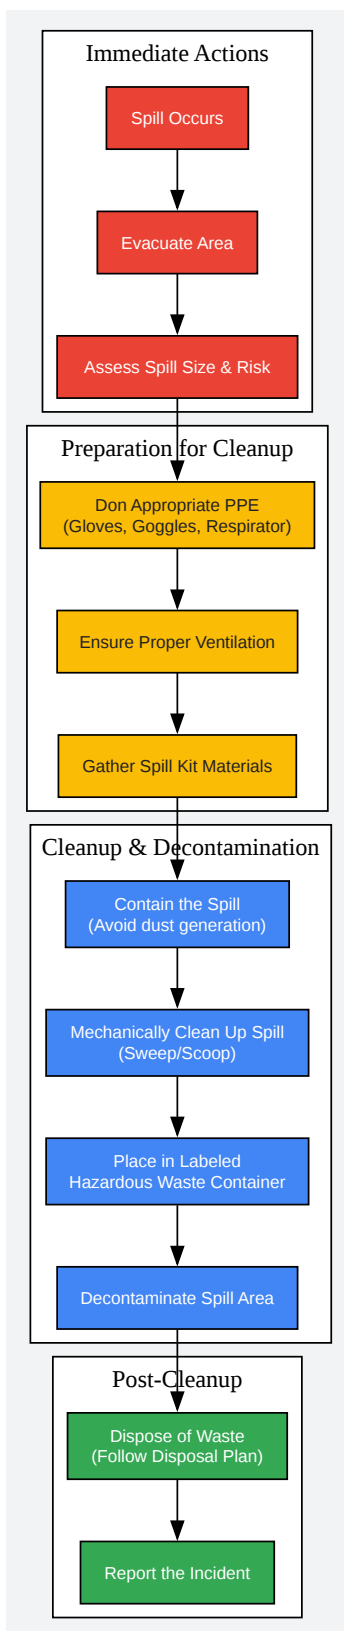 Immediate Actions
Spill Occurs
Evacuate Area
Assess Spill Size & Risk
Preparation for Cleanup
Don Appropriate PPE
(Gloves, Goggles, Respirator)
Ensure Proper Ventilation
Gather Spill Kit Materials
Cleanup & Decontamination
Contain the Spill
(Avoid dust generation)
Mechanically Clean Up Spill
(Sweep/Scoop)
Place in Labeled
Hazardous Waste Container
Decontaminate Spill Area
Post-Cleanup
Dispose of Waste
(Follow Disposal Plan)
Report the Incident